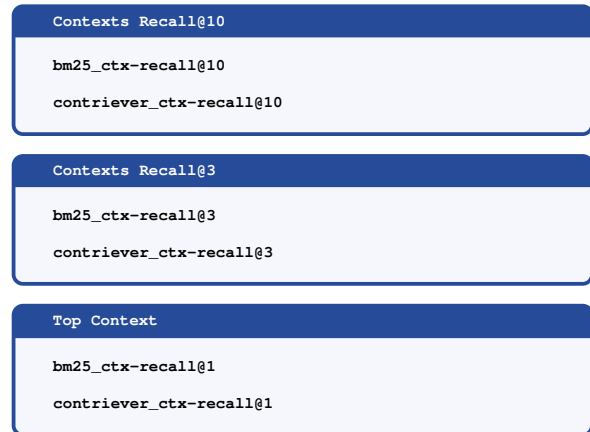 Contexts Recall@10
bm25_ctx-recall@10
contriever_ctx-recall@10
Contexts Recall@3
bm25_ctx-recall@3
contriever_ctx-recall@3
Top Context
bm25_ctx-recall@1
contriever_ctx-recall@1